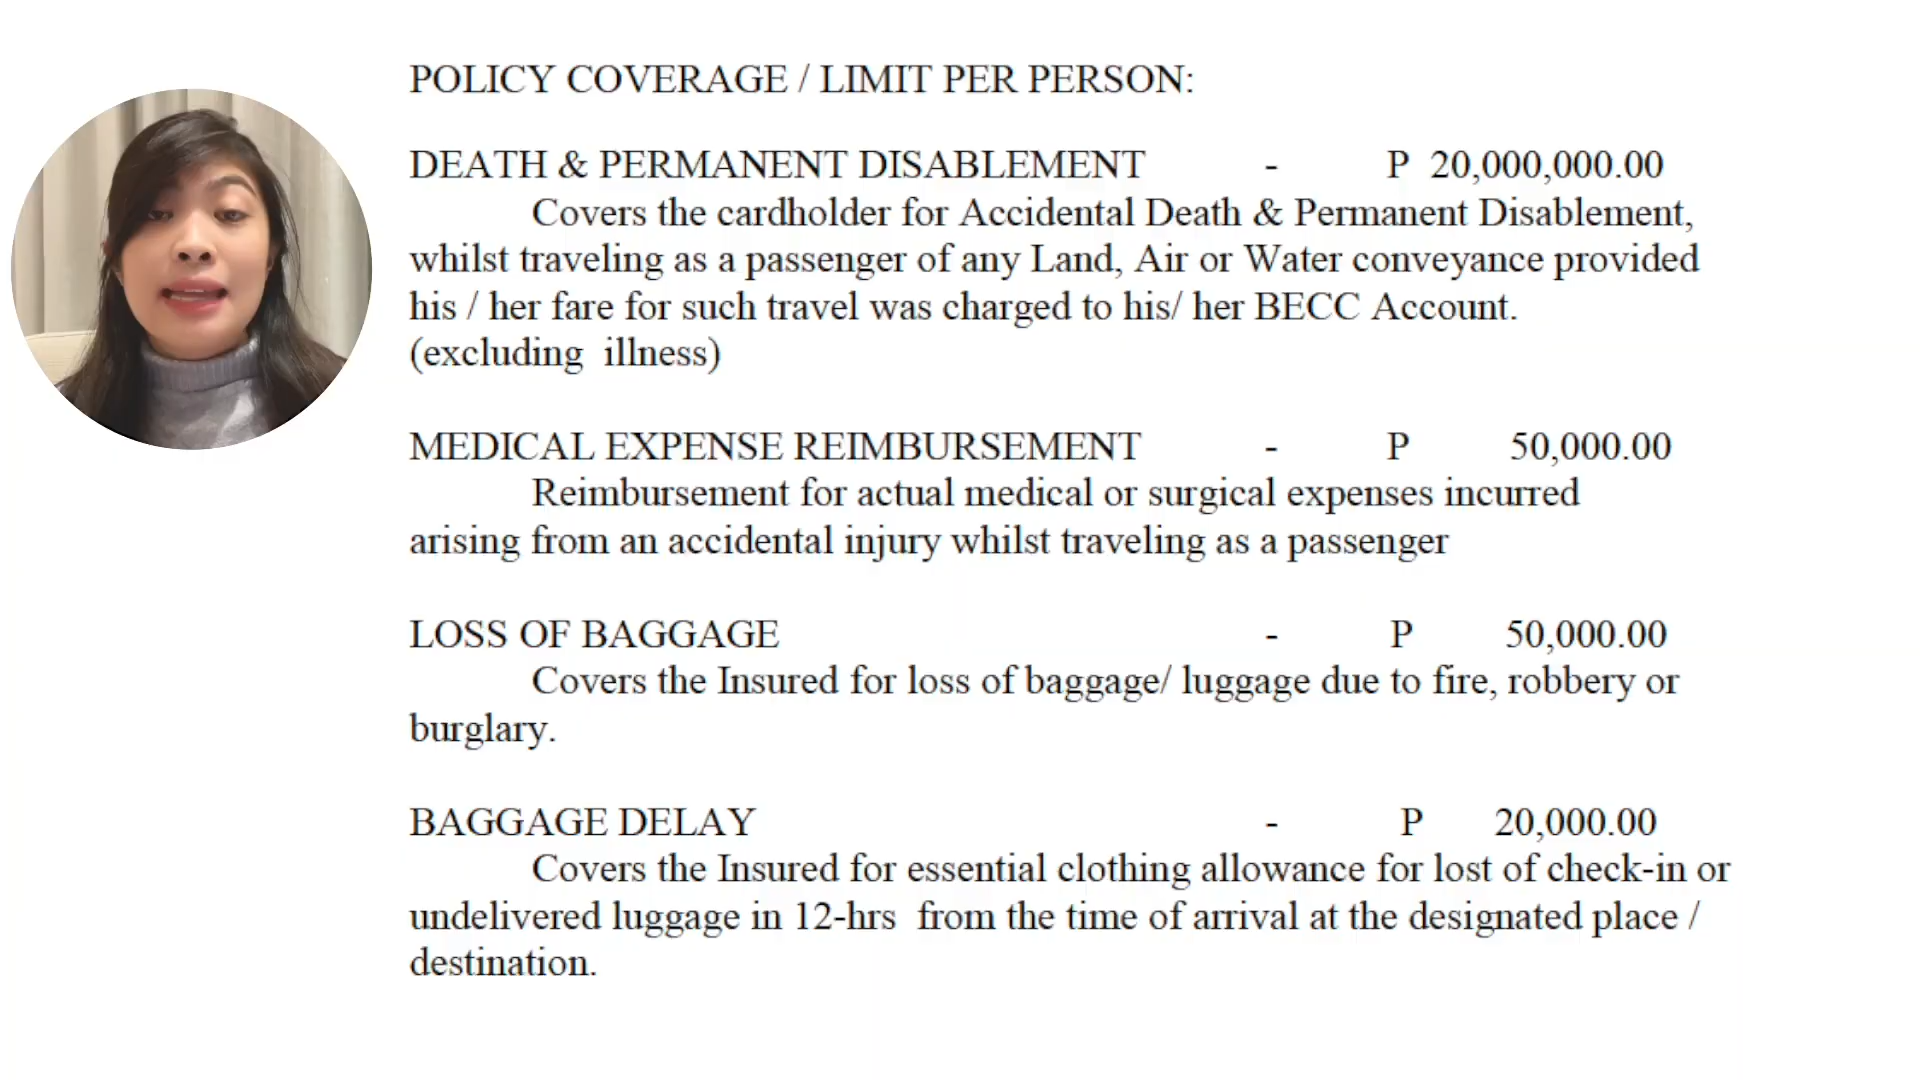 POLICY COVERAGE / LIMIT PER PERSON:
DEATH & PERMANENT DISABLEMENT - P 20,000,000.00
Covers the cardholder for Accidental Death & Permanent Disablement,
whilst traveling as a passenger of any Land, Air or Water conveyance provided
his / her fare for such travel was charged to his/ her BECC Account.
(excluding illness)
MEDICAL EXPENSE REIMBURSEMENT - P 50,000.00
Reimbursement for actual medical or surgical expenses incurred
arising from an accidental injury whilst traveling as a passenger
LOSS OF BAGGAGE - P 50,000.00
Covers the Insured for loss of baggage/ luggage due to fire, robbery or
burglary.
BAGGAGE DELAY - P 20,000.00
Covers the Insured for essential clothing allowance for lost of check-in or
undelivered luggage in 12-hrs from the time of arrival at the designated place /
destination.